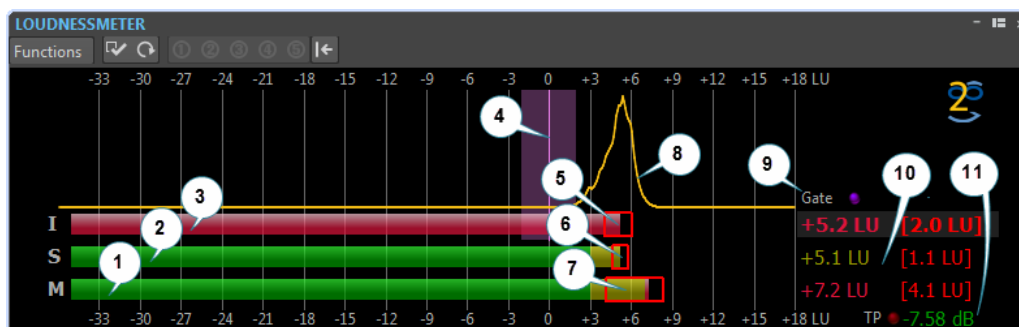 LOUDNESSMETER
Functions ① ② ③ ④ ⑤
-33 -30 -27 -24 -21 -18 -15 -12 -9 -6 -3 0 +3 +6 +9 +12 +15 +18 LU
4
8
9
10
11
5
3
Gate
I +5.2 LU [2.0 LU]
2
6
S +5.1 LU [1.1 LU]
1
7
M +7.2 LU [4.1 LU]
-33 -30 -27 -24 -21 -18 -15 -12 -9 -6 -3 0 +3 +6 +9 +12 +15 +18 LU TP -7.58 dB